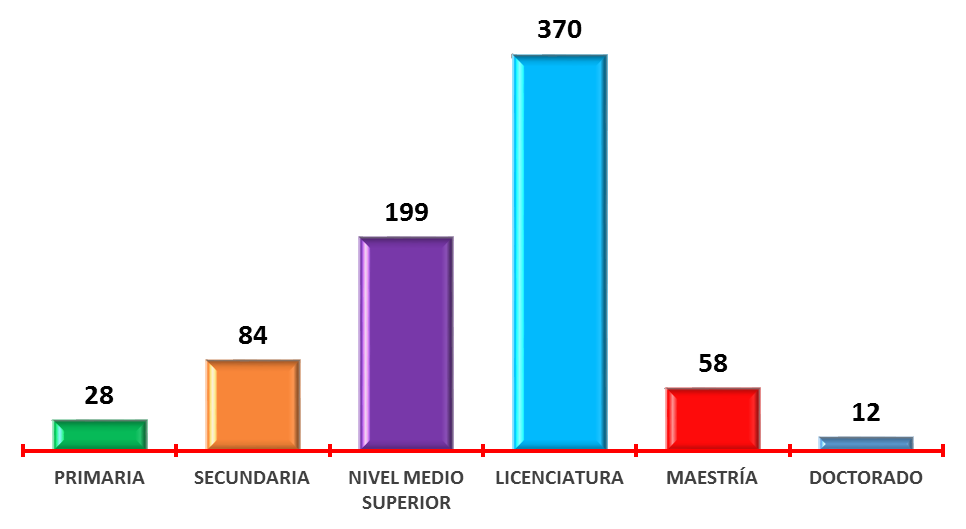 370
199
84
58
28
12
PRIMARIA
SECUNDARIA
NIVEL MEDIO
SUPERIOR
LICENCIATURA
MAESTRÍA
DOCTORADO